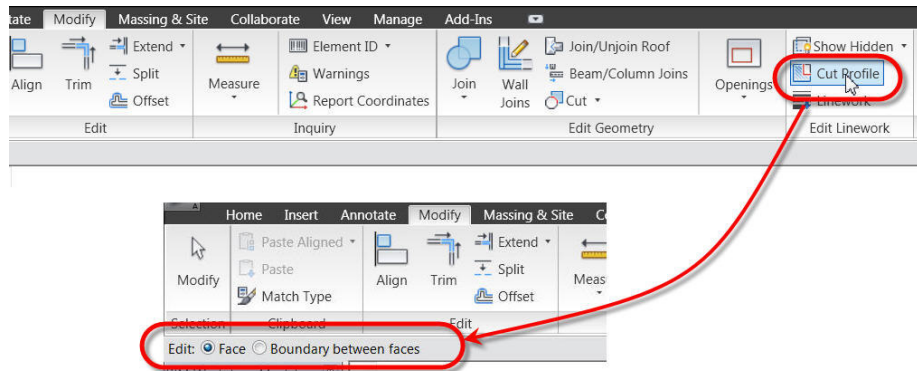 tate Modify Massing & Site Collaborate View Manage Add-Ins
Extend Element ID Join/Unjoin Roof Show Hidden
Align Trim Split Measure Warnings Join Wall Joins Beam/Column Joins Openings Cut Profile
Offset Report Coordinates Cut Linework
Edit Inquiry Edit Geometry Edit Linework
A
Home Insert Annotate Modify Massing & Site C
Paste Aligned Extend
Modify Paste Align Trim Split Meas
Match Type Offset
Selection Clipboard Edit
Edit: Face Boundary between faces